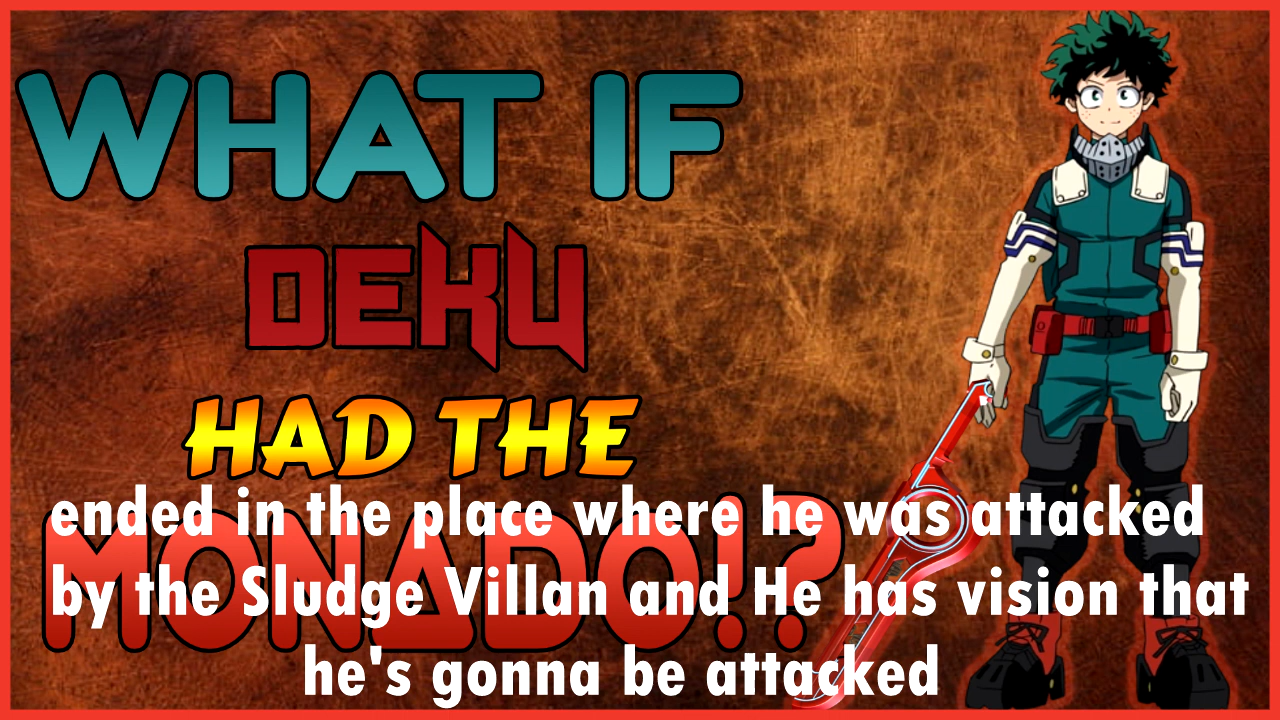 WHAT IF
DEKU
HAD THE
MONADO!?
ended in the place where he was attacked
by the Sludge Villan and He has vision that
he's gonna be attacked